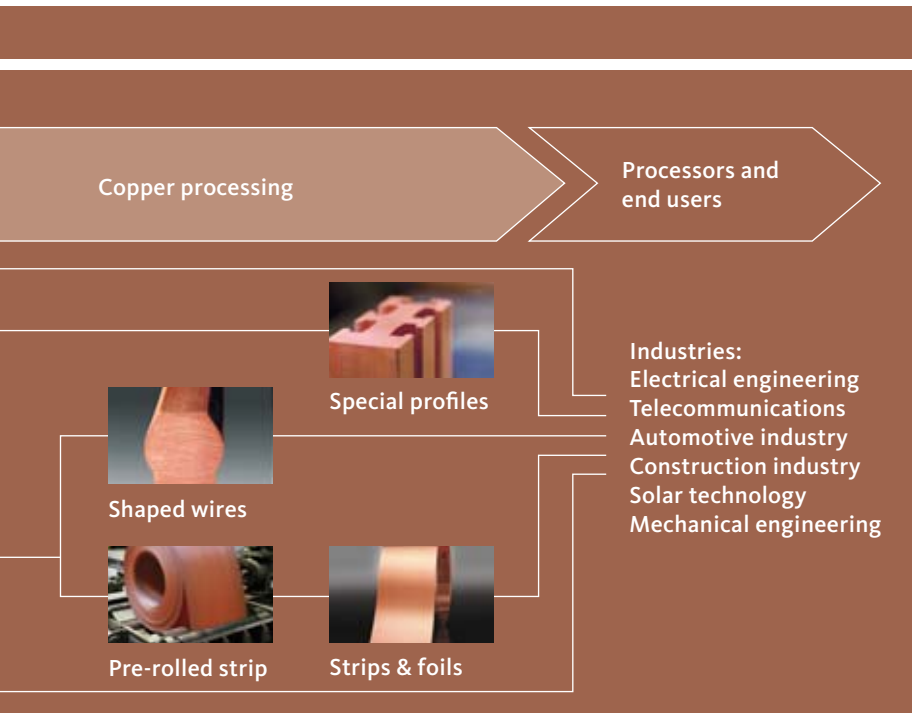 Copper processing
Processors and
end users
Special profiles
Industries:
Electrical engineering
Telecommunications
Automotive industry
Construction industry
Solar technology
Mechanical engineering
Shaped wires
Pre-rolled strip
Strips & foils